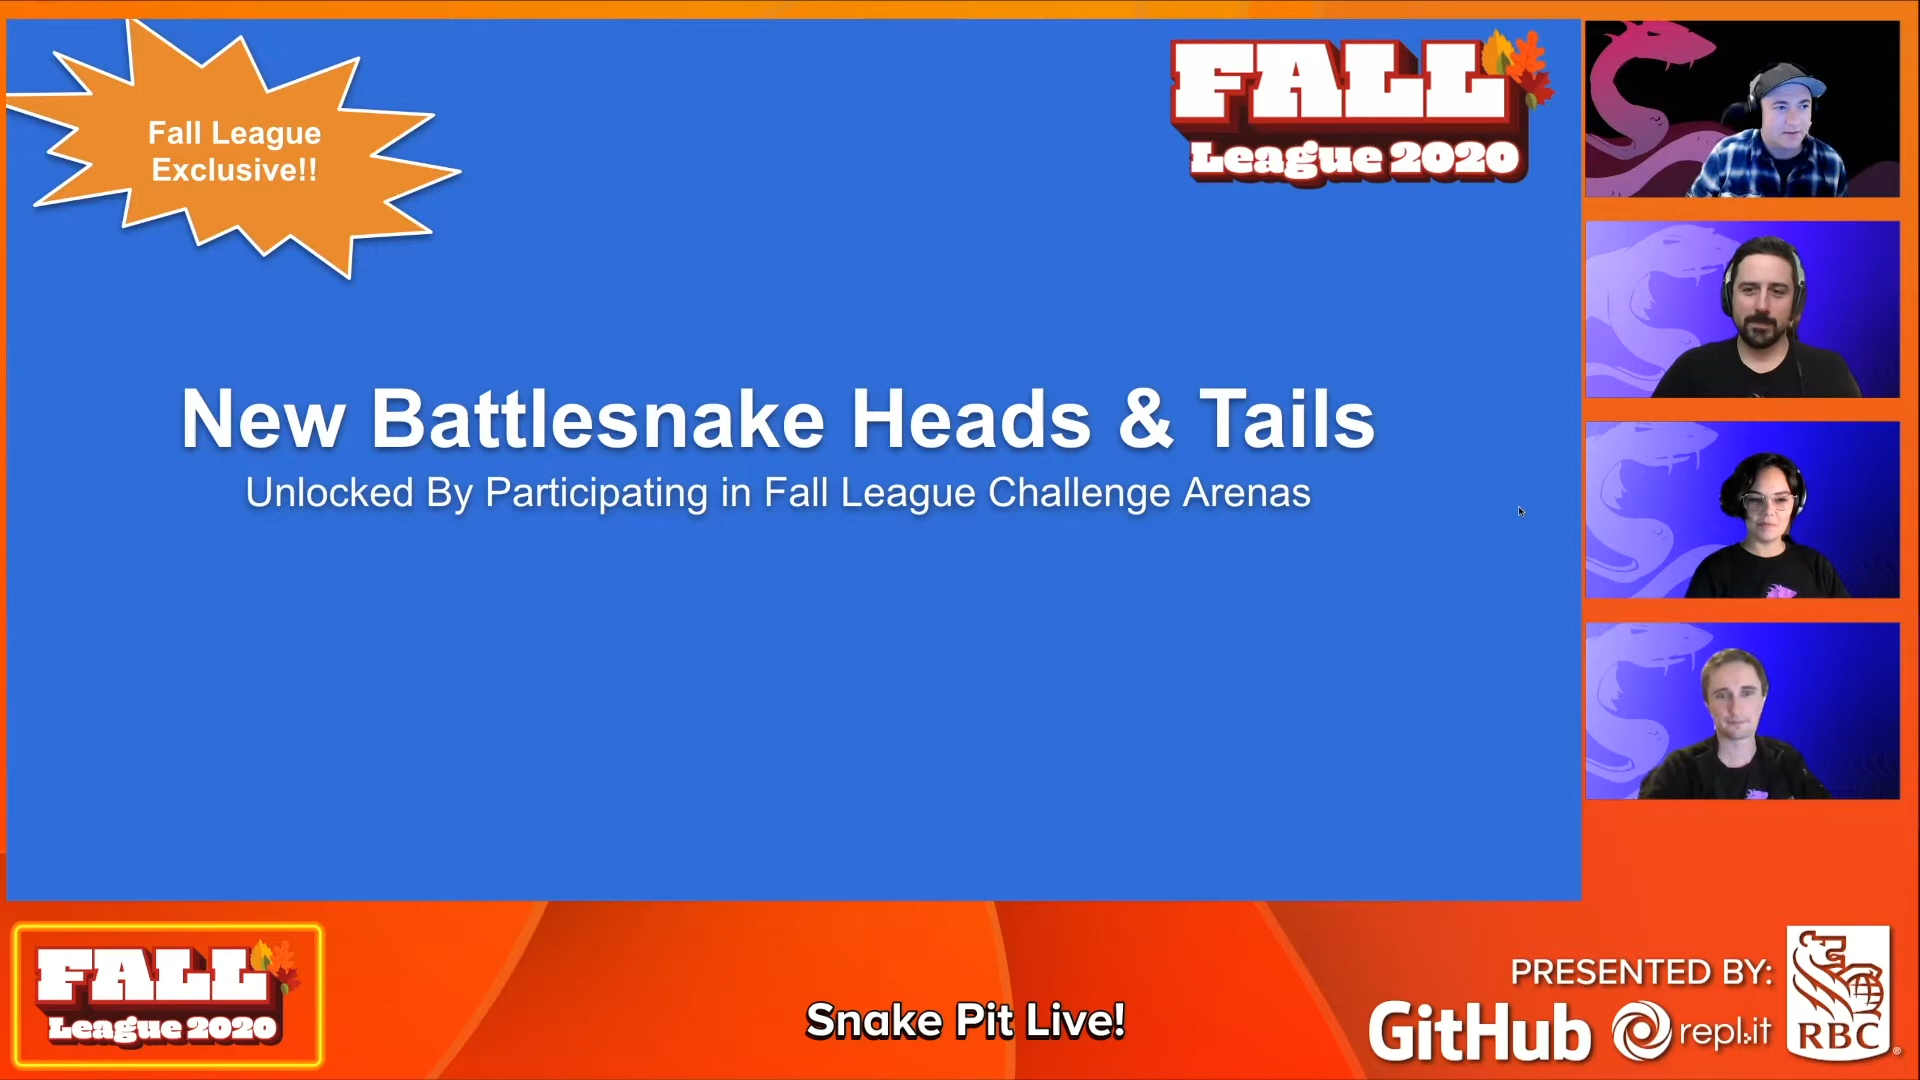 Fall League
Exclusive!!
FALL
League 2020
New Battlesnake Heads & Tails
Unlocked By Participating in Fall League Challenge Arenas
FALL
League 2020
Snake Pit Live!
PRESENTED BY:
GitHub
repl.it
RBC
®